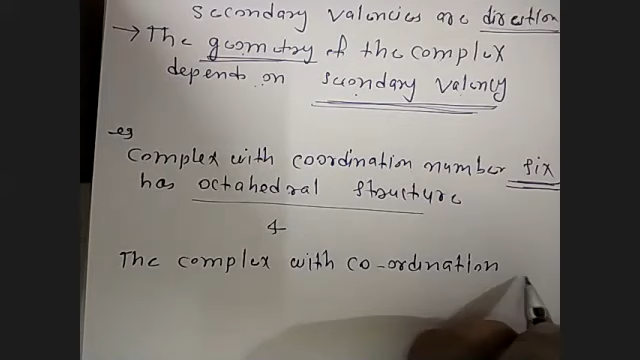 secondary valencies are direction
→ The geometry of the complex
depends on secondary valency
eg
Complex with coordination number six
has octahedral structure
&
The complex with co-ordination